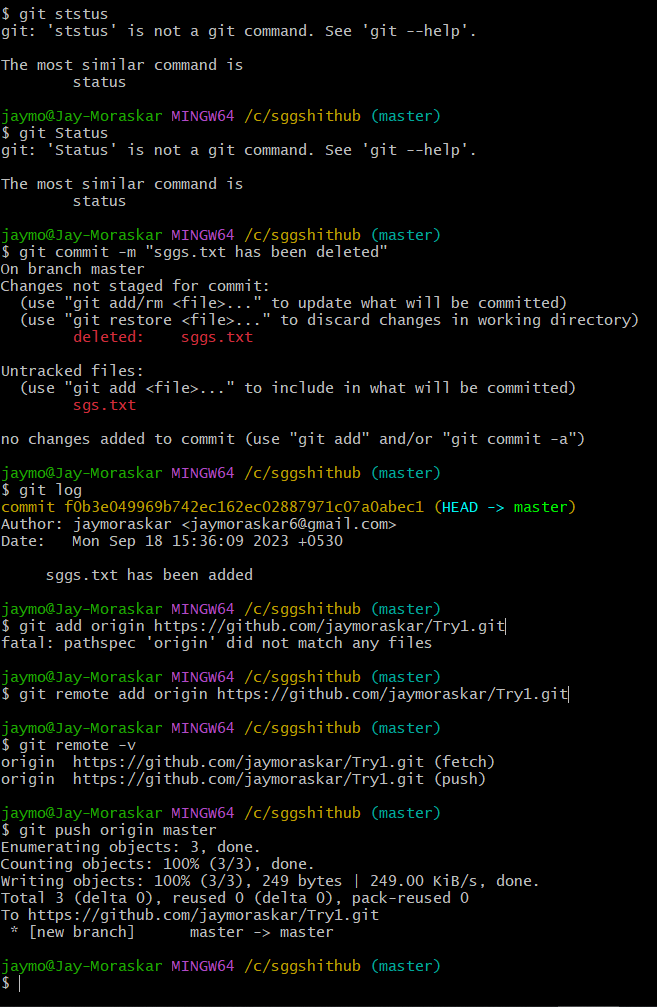 $ git ststus
git: 'ststus' is not a git command. See 'git --help'.
The most similar command is
status
jaymo@Jay-Moraskar MINGW64 /c/sggshithub (master)
$ git Status
git: 'Status' is not a git command. See 'git --help'.
The most similar command is
status
jaymo@Jay-Moraskar MINGW64 /c/sggshithub (master)
$ git commit -m "sggs.txt has been deleted"
On branch master
Changes not staged for commit:
(use "git add/rm <file>..." to update what will be committed)
(use "git restore <file>..." to discard changes in working directory)
deleted:    sggs.txt
Untracked files:
(use "git add <file>..." to include in what will be committed)
sgs.txt
no changes added to commit (use "git add" and/or "git commit -a")
jaymo@Jay-Moraskar MINGW64 /c/sggshithub (master)
$ git log
commit f0b3e049969b742ec162ec02887971c07a0abec1 (HEAD -> master)
Author: jaymoraskar <jaymoraskar6@gmail.com>
Date:   Mon Sep 18 15:36:09 2023 +0530
sggs.txt has been added
jaymo@Jay-Moraskar MINGW64 /c/sggshithub (master)
$ git add origin https://github.com/jaymoraskar/Try1.git
fatal: pathspec 'origin' did not match any files
jaymo@Jay-Moraskar MINGW64 /c/sggshithub (master)
$ git remote add origin https://github.com/jaymoraskar/Try1.git
jaymo@Jay-Moraskar MINGW64 /c/sggshithub (master)
$ git remote -v
origin  https://github.com/jaymoraskar/Try1.git (fetch)
origin  https://github.com/jaymoraskar/Try1.git (push)
jaymo@Jay-Moraskar MINGW64 /c/sggshithub (master)
$ git push origin master
Enumerating objects: 3, done.
Counting objects: 100% (3/3), done.
Writing objects: 100% (3/3), 249 bytes | 249.00 KiB/s, done.
Total 3 (delta 0), reused 0 (delta 0), pack-reused 0
To https://github.com/jaymoraskar/Try1.git
* [new branch]      master -> master
jaymo@Jay-Moraskar MINGW64 /c/sggshithub (master)
$